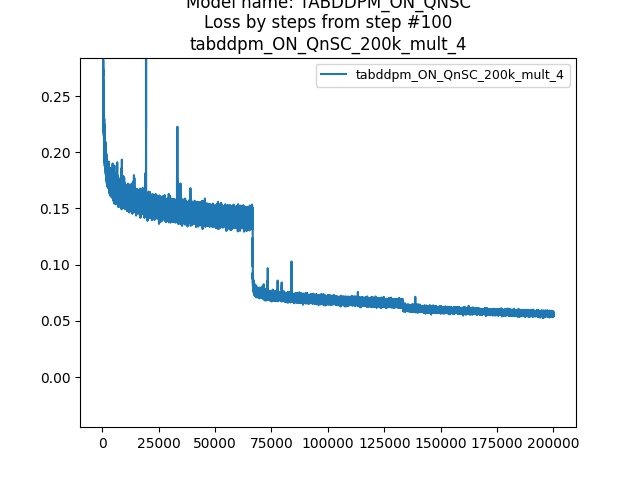 Model name: TABDDPM_ON_QNSC
Loss by steps from step #100
tabddpm_ON_QnSC_200k_mult_4
tabddpm_ON_QnSC_200k_mult_4
0.25
0.20
0.15
0.10
0.05
0.00
0 25000 50000 75000 100000 125000 150000 175000 200000